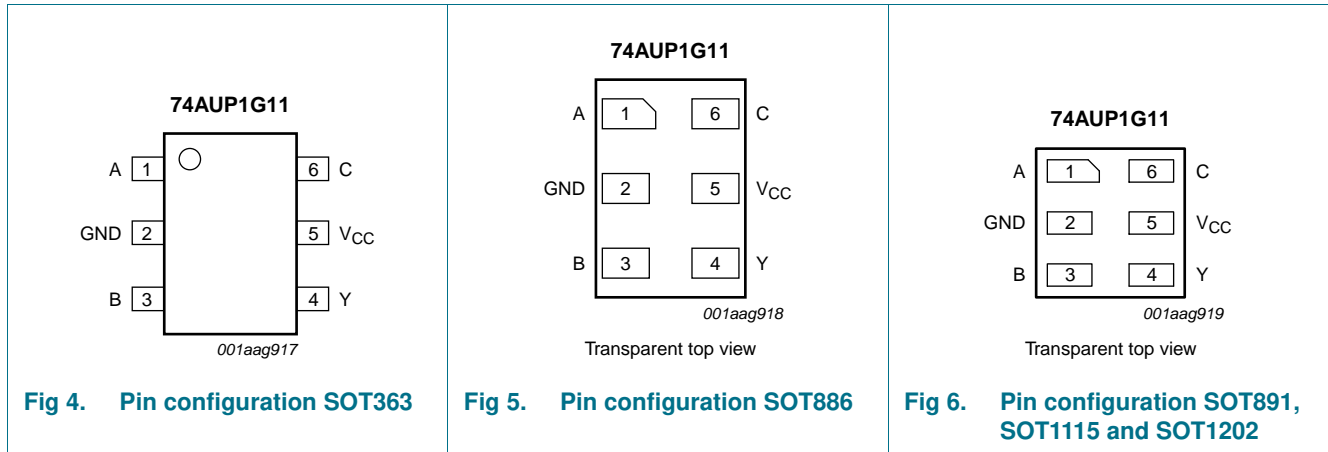 74AUP1G11
A 1 6 C
GND 2 5 VCC
B 3 4 Y
001aag917
Fig 4. Pin configuration SOT363
74AUP1G11
A 1 6 C
GND 2 5 VCC
B 3 4 Y
001aag918
Transparent top view
Fig 5. Pin configuration SOT886
74AUP1G11
A 1 6 C
GND 2 5 VCC
B 3 4 Y
001aag919
Transparent top view
Fig 6. Pin configuration SOT891,
SOT1115 and SOT1202